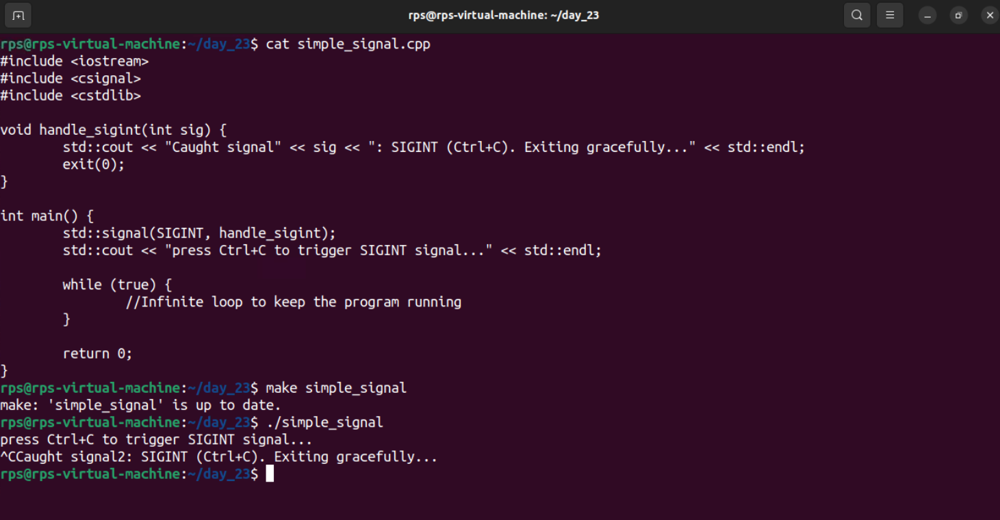 rps@rps-virtual-machine: ~/day_23
rps@rps-virtual-machine:~/day_23$ cat simple_signal.cpp
#include <iostream>
#include <csignal>
#include <cstdlib>

void handle_sigint(int sig) {
        std::cout << "Caught signal" << sig << ": SIGINT (Ctrl+C). Exiting gracefully..." << std::endl;
        exit(0);
}

int main() {
        std::signal(SIGINT, handle_sigint);
        std::cout << "press Ctrl+C to trigger SIGINT signal..." << std::endl;

        while (true) {
                //Infinite loop to keep the program running
        }

        return 0;
}
rps@rps-virtual-machine:~/day_23$ make simple_signal
make: 'simple_signal' is up to date.
rps@rps-virtual-machine:~/day_23$ ./simple_signal
press Ctrl+C to trigger SIGINT signal...
^CCaught signal2: SIGINT (Ctrl+C). Exiting gracefully...
rps@rps-virtual-machine:~/day_23$